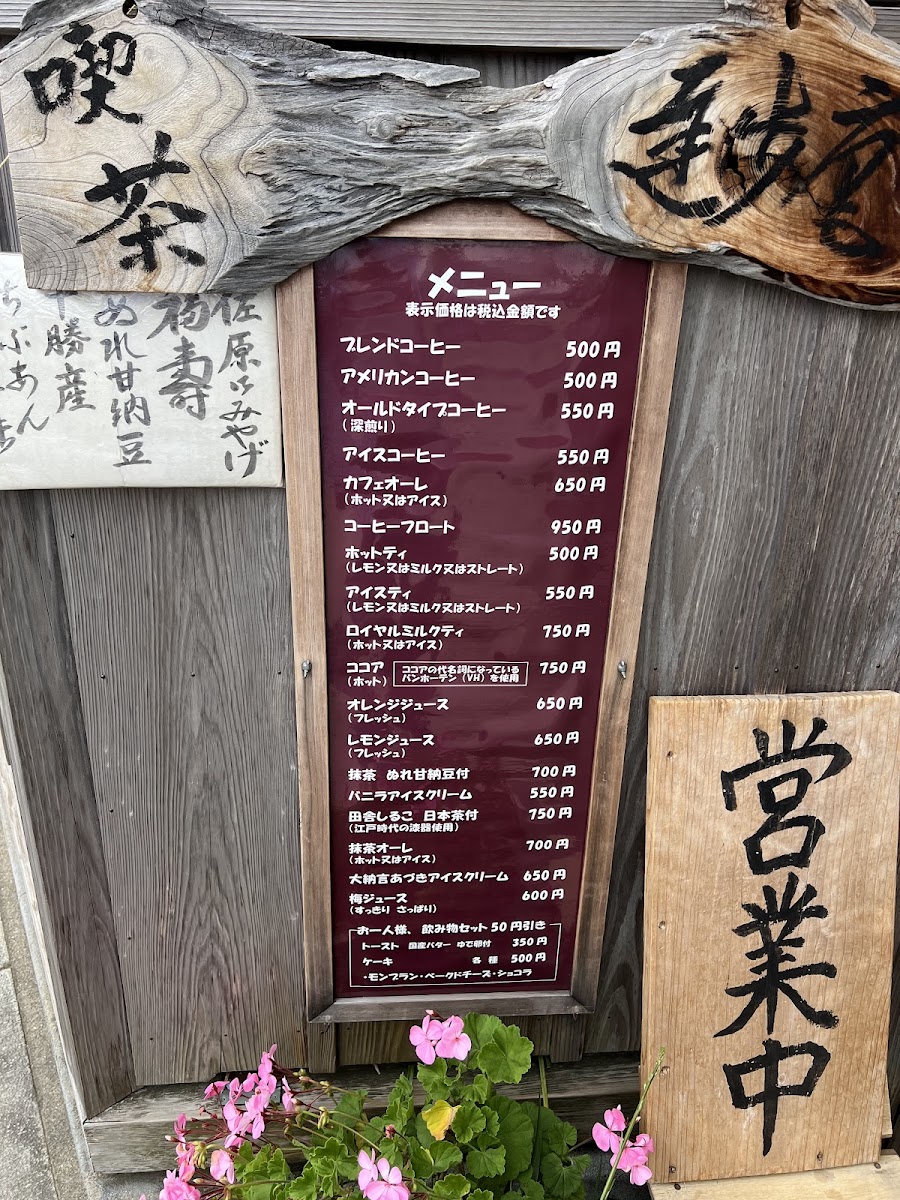 喫茶
メニュー
表示価格は税込金額です
ブレンドコーヒー 500円
アメリカンコーヒー 500円
オールドタイプコーヒー 550円
(深煎り)
アイスコーヒー 550円
カフェオーレ 650円
(ホット又はアイス)
コーヒーフロート 950円
ホットティ 500円
(レモン又はミルク又はストレート)
アイスティ 550円
(レモン又はミルク又はストレート)
ロイヤルミルクティ 750円
(ホット又はアイス)
ココア 750円
(ホット)
ココアの代名詞になっている
バンホーテン(VH)を使用
オレンジジュース 650円
(フレッシュ)
レモンジュース 650円
(フレッシュ)
抹茶 ぬれ甘納豆付 700円
バニラアイスクリーム 550円
田舎しるこ 日本茶付 750円
(江戸時代の漆器使用)
抹茶オーレ 700円
(ホット又はアイス)
大納言あづきアイスクリーム 650円
梅ジュース 600円
(すっきり さっぱり)
お一人様、飲み物セット50円引き
トースト 国産バター ゆで卵付 350円
ケーキ 各種 500円
・モンブラン・ベークドチーズ・ショコラ
佐原のみやげ
福寿
ぬれ甘納豆
十勝産
営業中